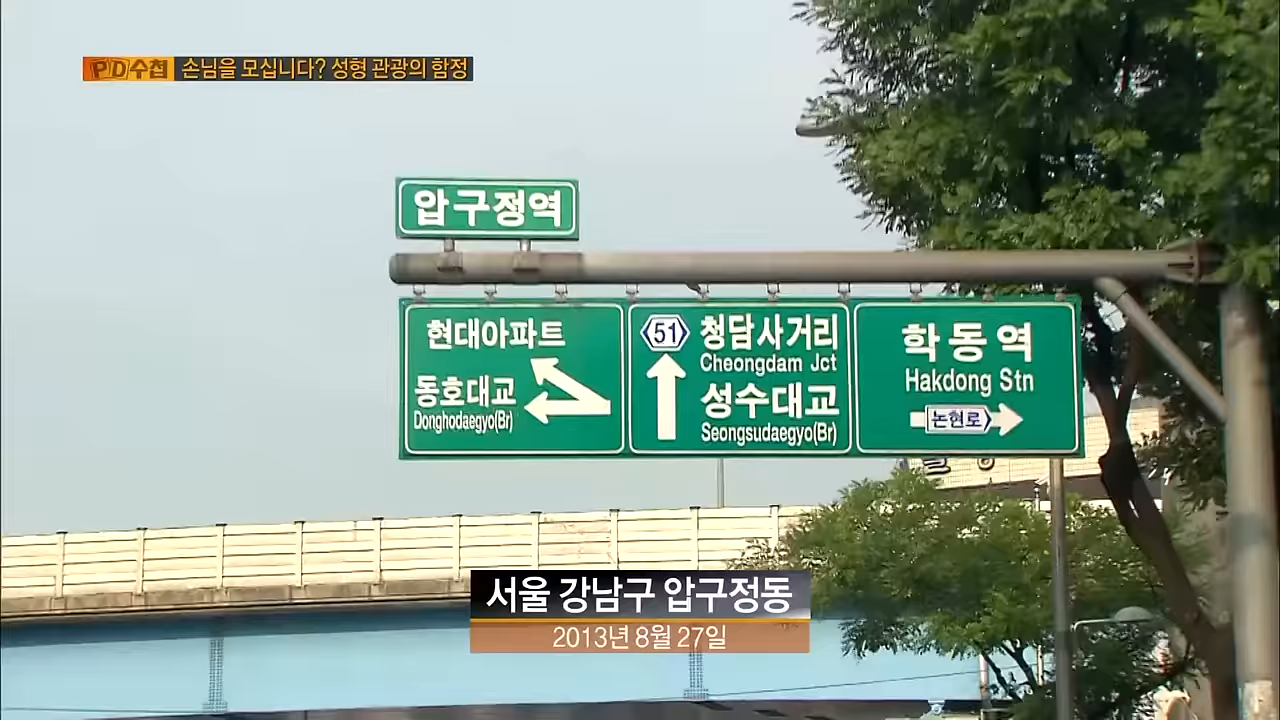 PD수첩 손님을 모십니다? 성형 관광의 함정
압구정역
현대아파트
동호대교
Donghodaegyo(Br)
51 청담사거리
Cheongdam Jct
성수대교
Seongsudaegyo(Br)
학동역
Hakdong Stn
논현로
서울 강남구 압구정동
2013년 8월 27일